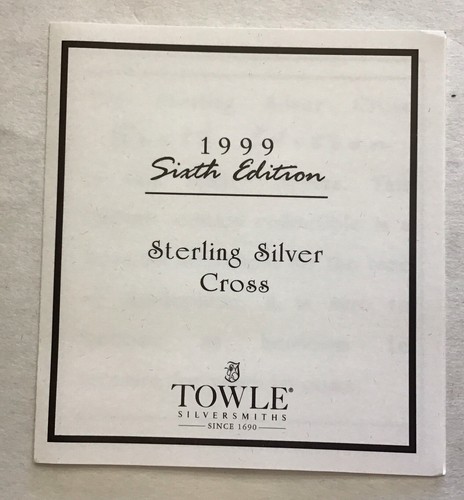 1999
Sixth Edition
Sterling Silver
Cross
TOWLE®
SILVERSMITHS
SINCE 1690